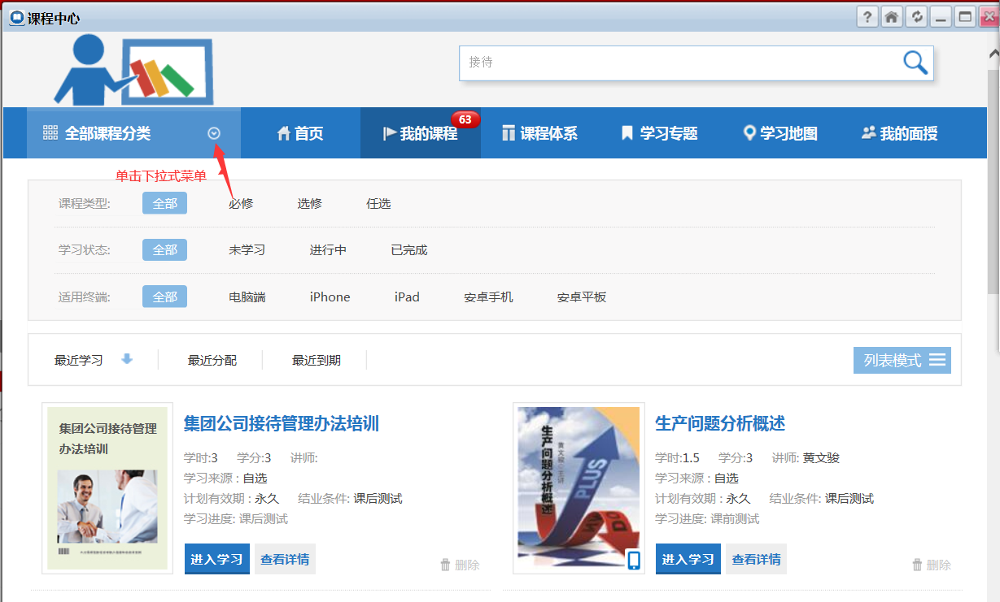 课程中心
接待
全部课程分类 首页 我的课程 63 课程体系 学习专题 学习地图 我的面授
单击下拉式菜单
课程类型: 全部 必修 选修 任选
学习状态: 全部 未学习 进行中 已完成
适用终端: 全部 电脑端 iPhone iPad 安卓手机 安卓平板
最近学习 最近分配 最近到期 列表模式
集团公司接待管理
办法培训
集团公司接待管理办法培训
学时:3 学分:3 讲师:
学习来源 : 自选
计划有效期 : 永久 结业条件: 课后测试
学习进度: 课后测试
进入学习 查看详情 删除
生产问题分析概述
黄文骏 主讲
PLUS
生产问题分析概述
学时:1.5 学分:3 讲师: 黄文骏
学习来源 : 自选
计划有效期 : 永久 结业条件: 课后测试
学习进度: 课前测试
进入学习 查看详情 删除